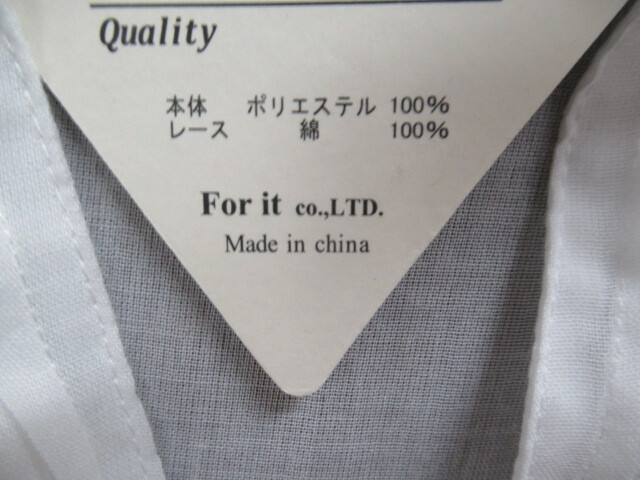 Quality
本体 ポリエステル 100%
レース 綿 100%
For it co.,LTD.
Made in china